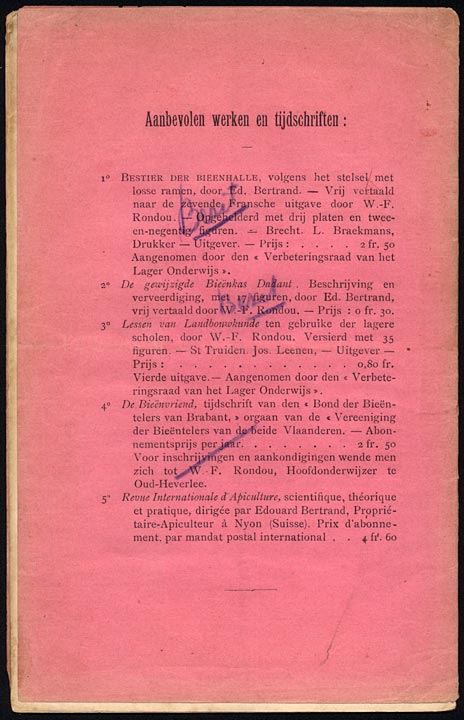 Aanbevolen werken en tijdschriften :
1º BESTIER DER BIEENHALLE, volgens het stelsel met
losse ramen, door Ed. Bertrand. — Vrij vertaald
naar de zevende Fransche uitgave door W.-F.
Rondou. — Opgehelderd met drij platen en twee-
en-negentig figuren. — Brecht. L. Braekmans,
Drukker — Uitgever. — Prijs : . . . . . . 2 fr. 50
Aangenomen door den « Verbeteringsraad van het
Lager Onderwijs ».
2º De gewijzigde Bieënkas Dadant. Beschrijving en
ververdiging, met 17 figuren, door Ed. Bertrand,
vrij vertaald door W.-F. Rondou. — Prijs : 0 fr. 30.
3º Lessen van Landbouwkunde ten gebruike der lagere
scholen, door W.-F. Rondou. Versierd met 35
figuren. — St Truiden. Jos. Leenen, — Uitgever —
Prijs : . . . . . . . . . . . . 0,80 fr.
Vierde uitgave. — Aangenomen door den « Verbete-
ringsraad van het Lager Onderwijs ».
4º De Bieënvriend, tijdschrift van den « Bond der Bieën-
telers van Brabant, » orgaan van de « Vereeniging
der Bieëntelers van de beide Vlaanderen. — Abon-
nementsprijs per jaar. . . . . . . . 2 fr. 50
Voor inschrijvingen en aankondigingen wende men
zich tot W.-F. Rondou, Hoofdonderwijzer te
Oud-Heverlee.
5º Revue Internationale d'Apiculture, scientifique, théorique
et pratique, dirigée par Edouard Bertrand, Proprié-
taire-Apiculteur à Nyon (Suisse). Prix d'abonne-
ment, par mandat postal international . . 4 fr. 60